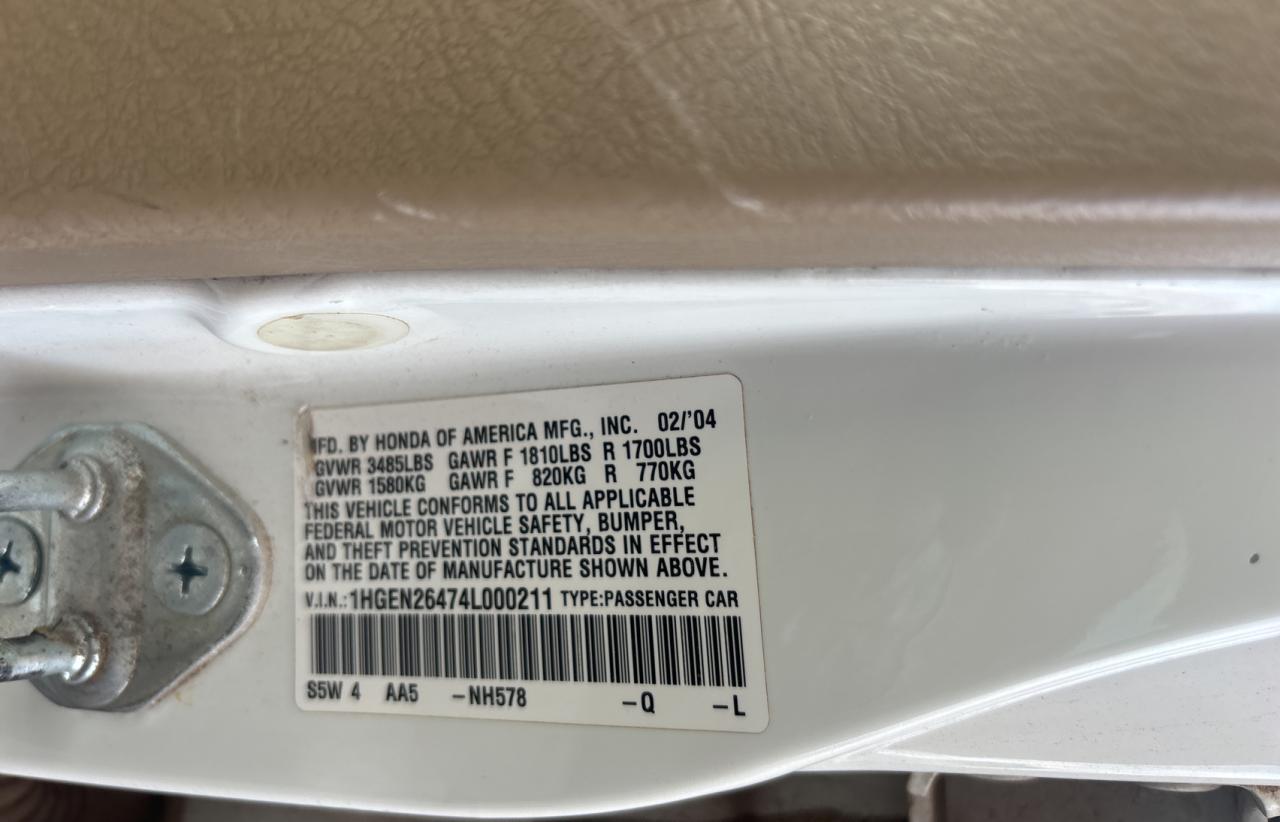 MFD. BY HONDA OF AMERICA MFG., INC. 02/'04
GVWR 3485LBS GAWR F 1810LBS R 1700LBS
GVWR 1580KG GAWR F 820KG R 770KG
THIS VEHICLE CONFORMS TO ALL APPLICABLE
FEDERAL MOTOR VEHICLE SAFETY, BUMPER,
AND THEFT PREVENTION STANDARDS IN EFFECT
ON THE DATE OF MANUFACTURE SHOWN ABOVE.
V.I.N.:1HGEN26474L000211 TYPE:PASSENGER CAR
S5W 4 AA5 –NH578 –Q –L